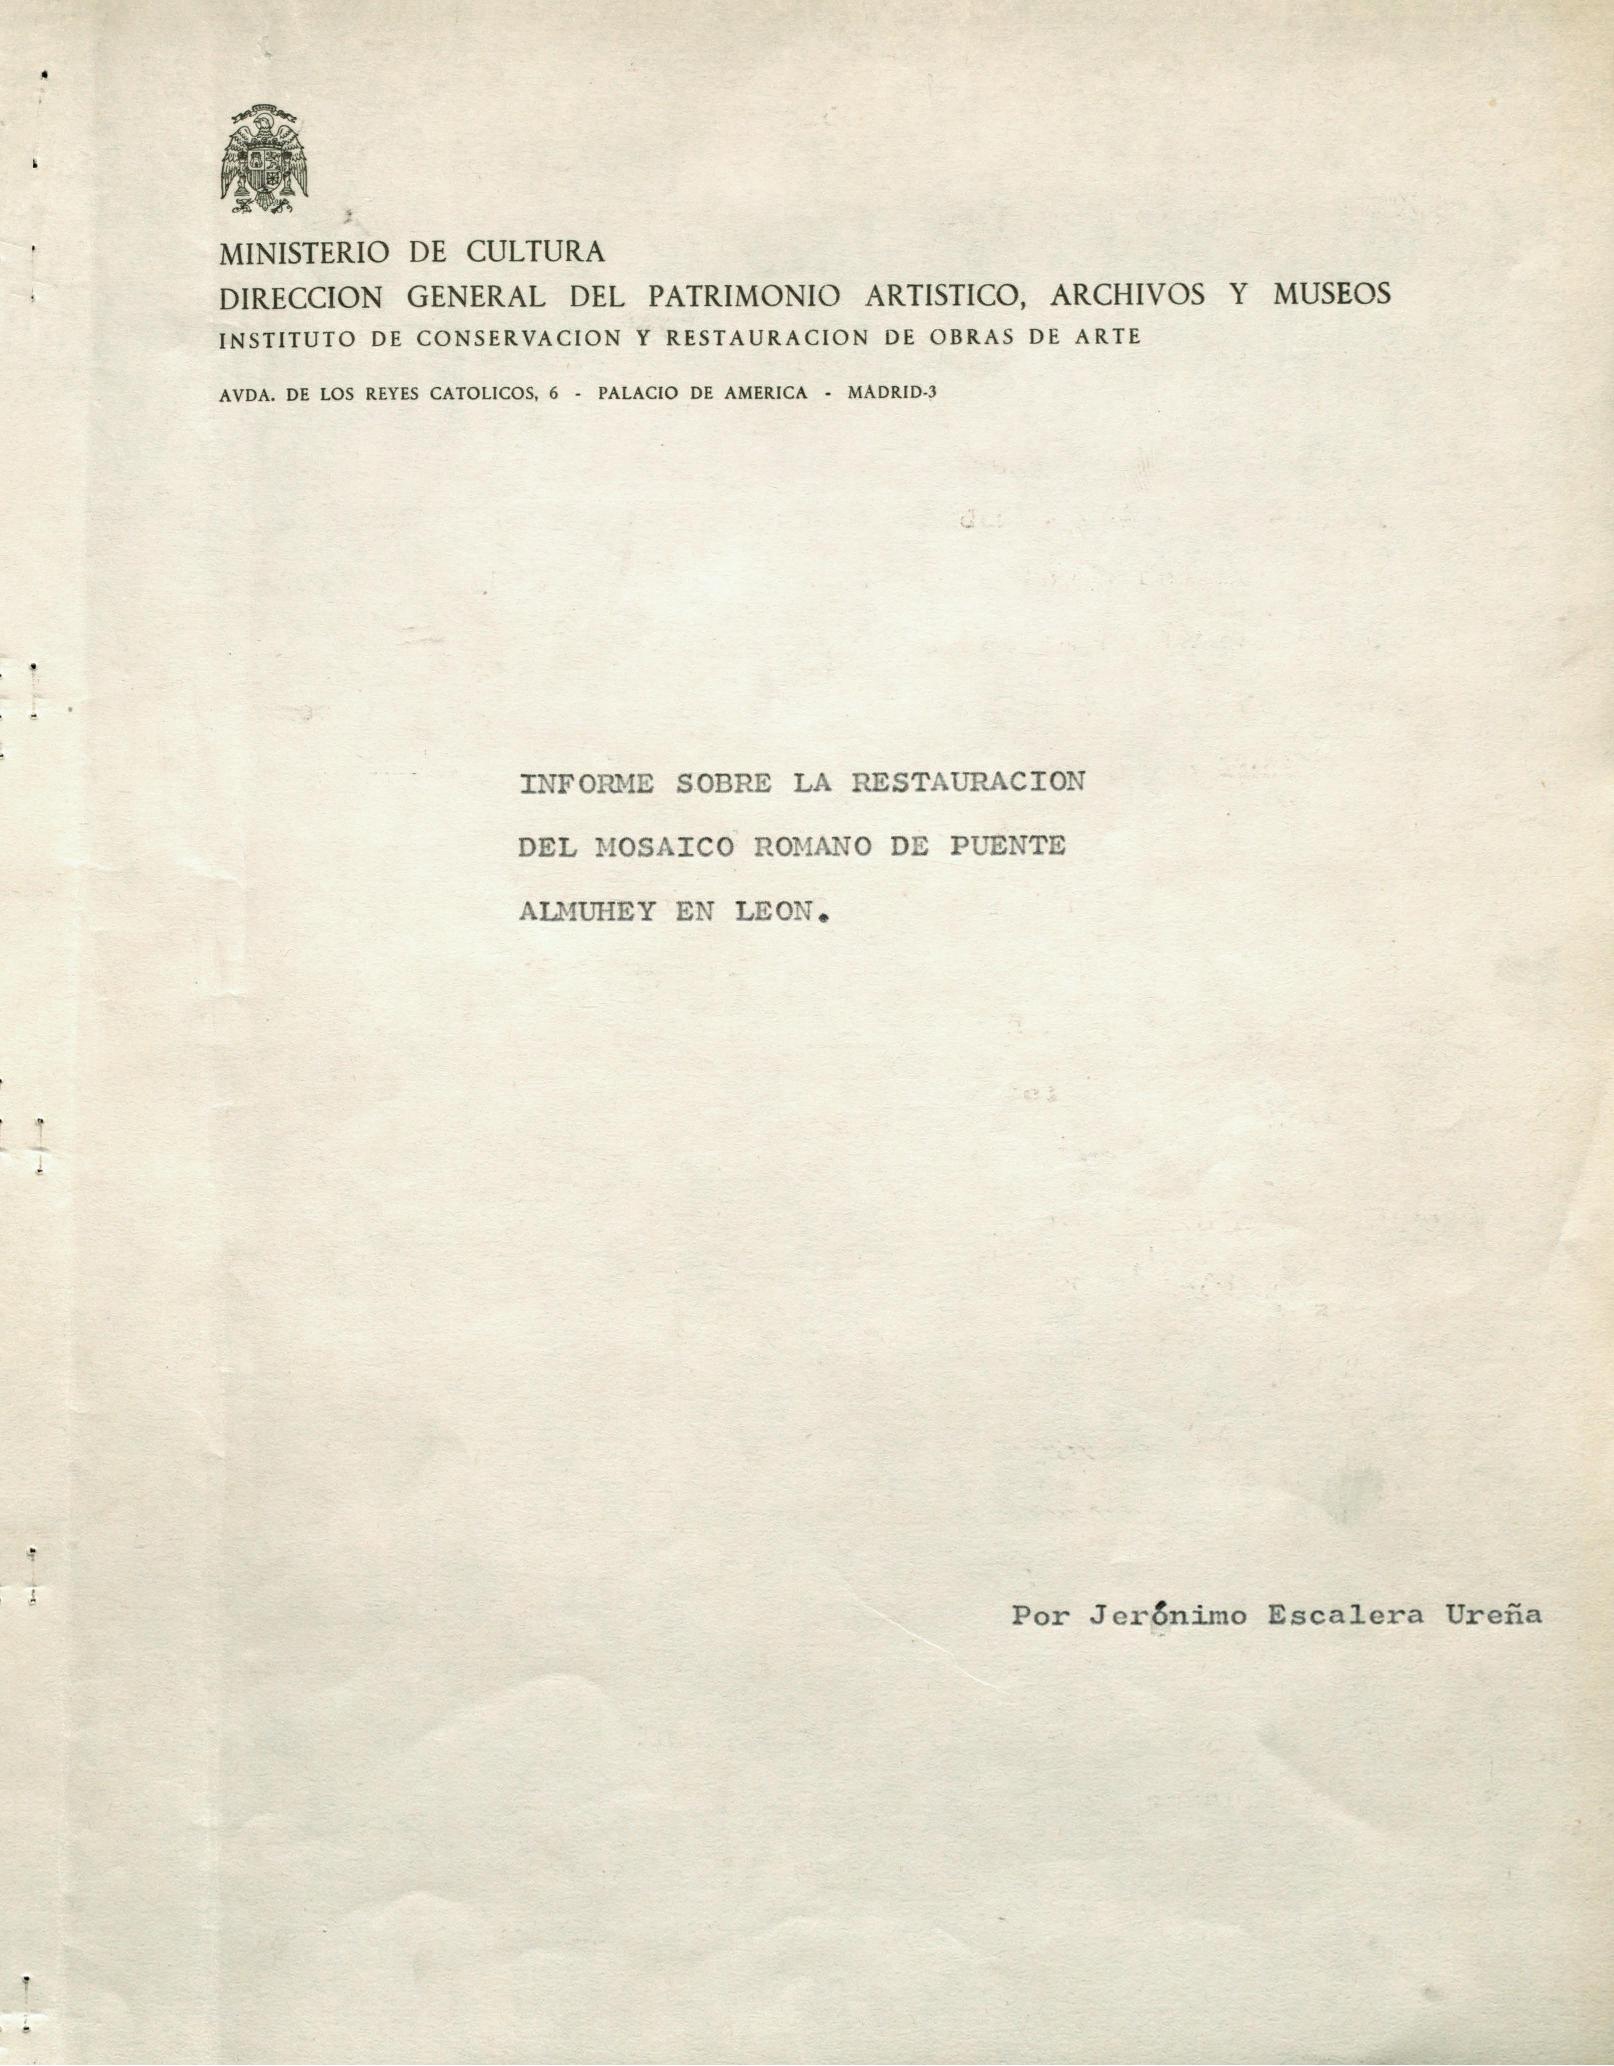 MINISTERIO DE CULTURA
DIRECCION GENERAL DEL PATRIMONIO ARTISTICO, ARCHIVOS Y MUSEOS
INSTITUTO DE CONSERVACION Y RESTAURACION DE OBRAS DE ARTE
AVDA. DE LOS REYES CATOLICOS, 6 - PALACIO DE AMERICA - MADRID-3
INFORME SOBRE LA RESTAURACION
DEL MOSAICO ROMANO DE PUENTE
ALMUHEY EN LEON.
Por Jerónimo Escalera Ureña